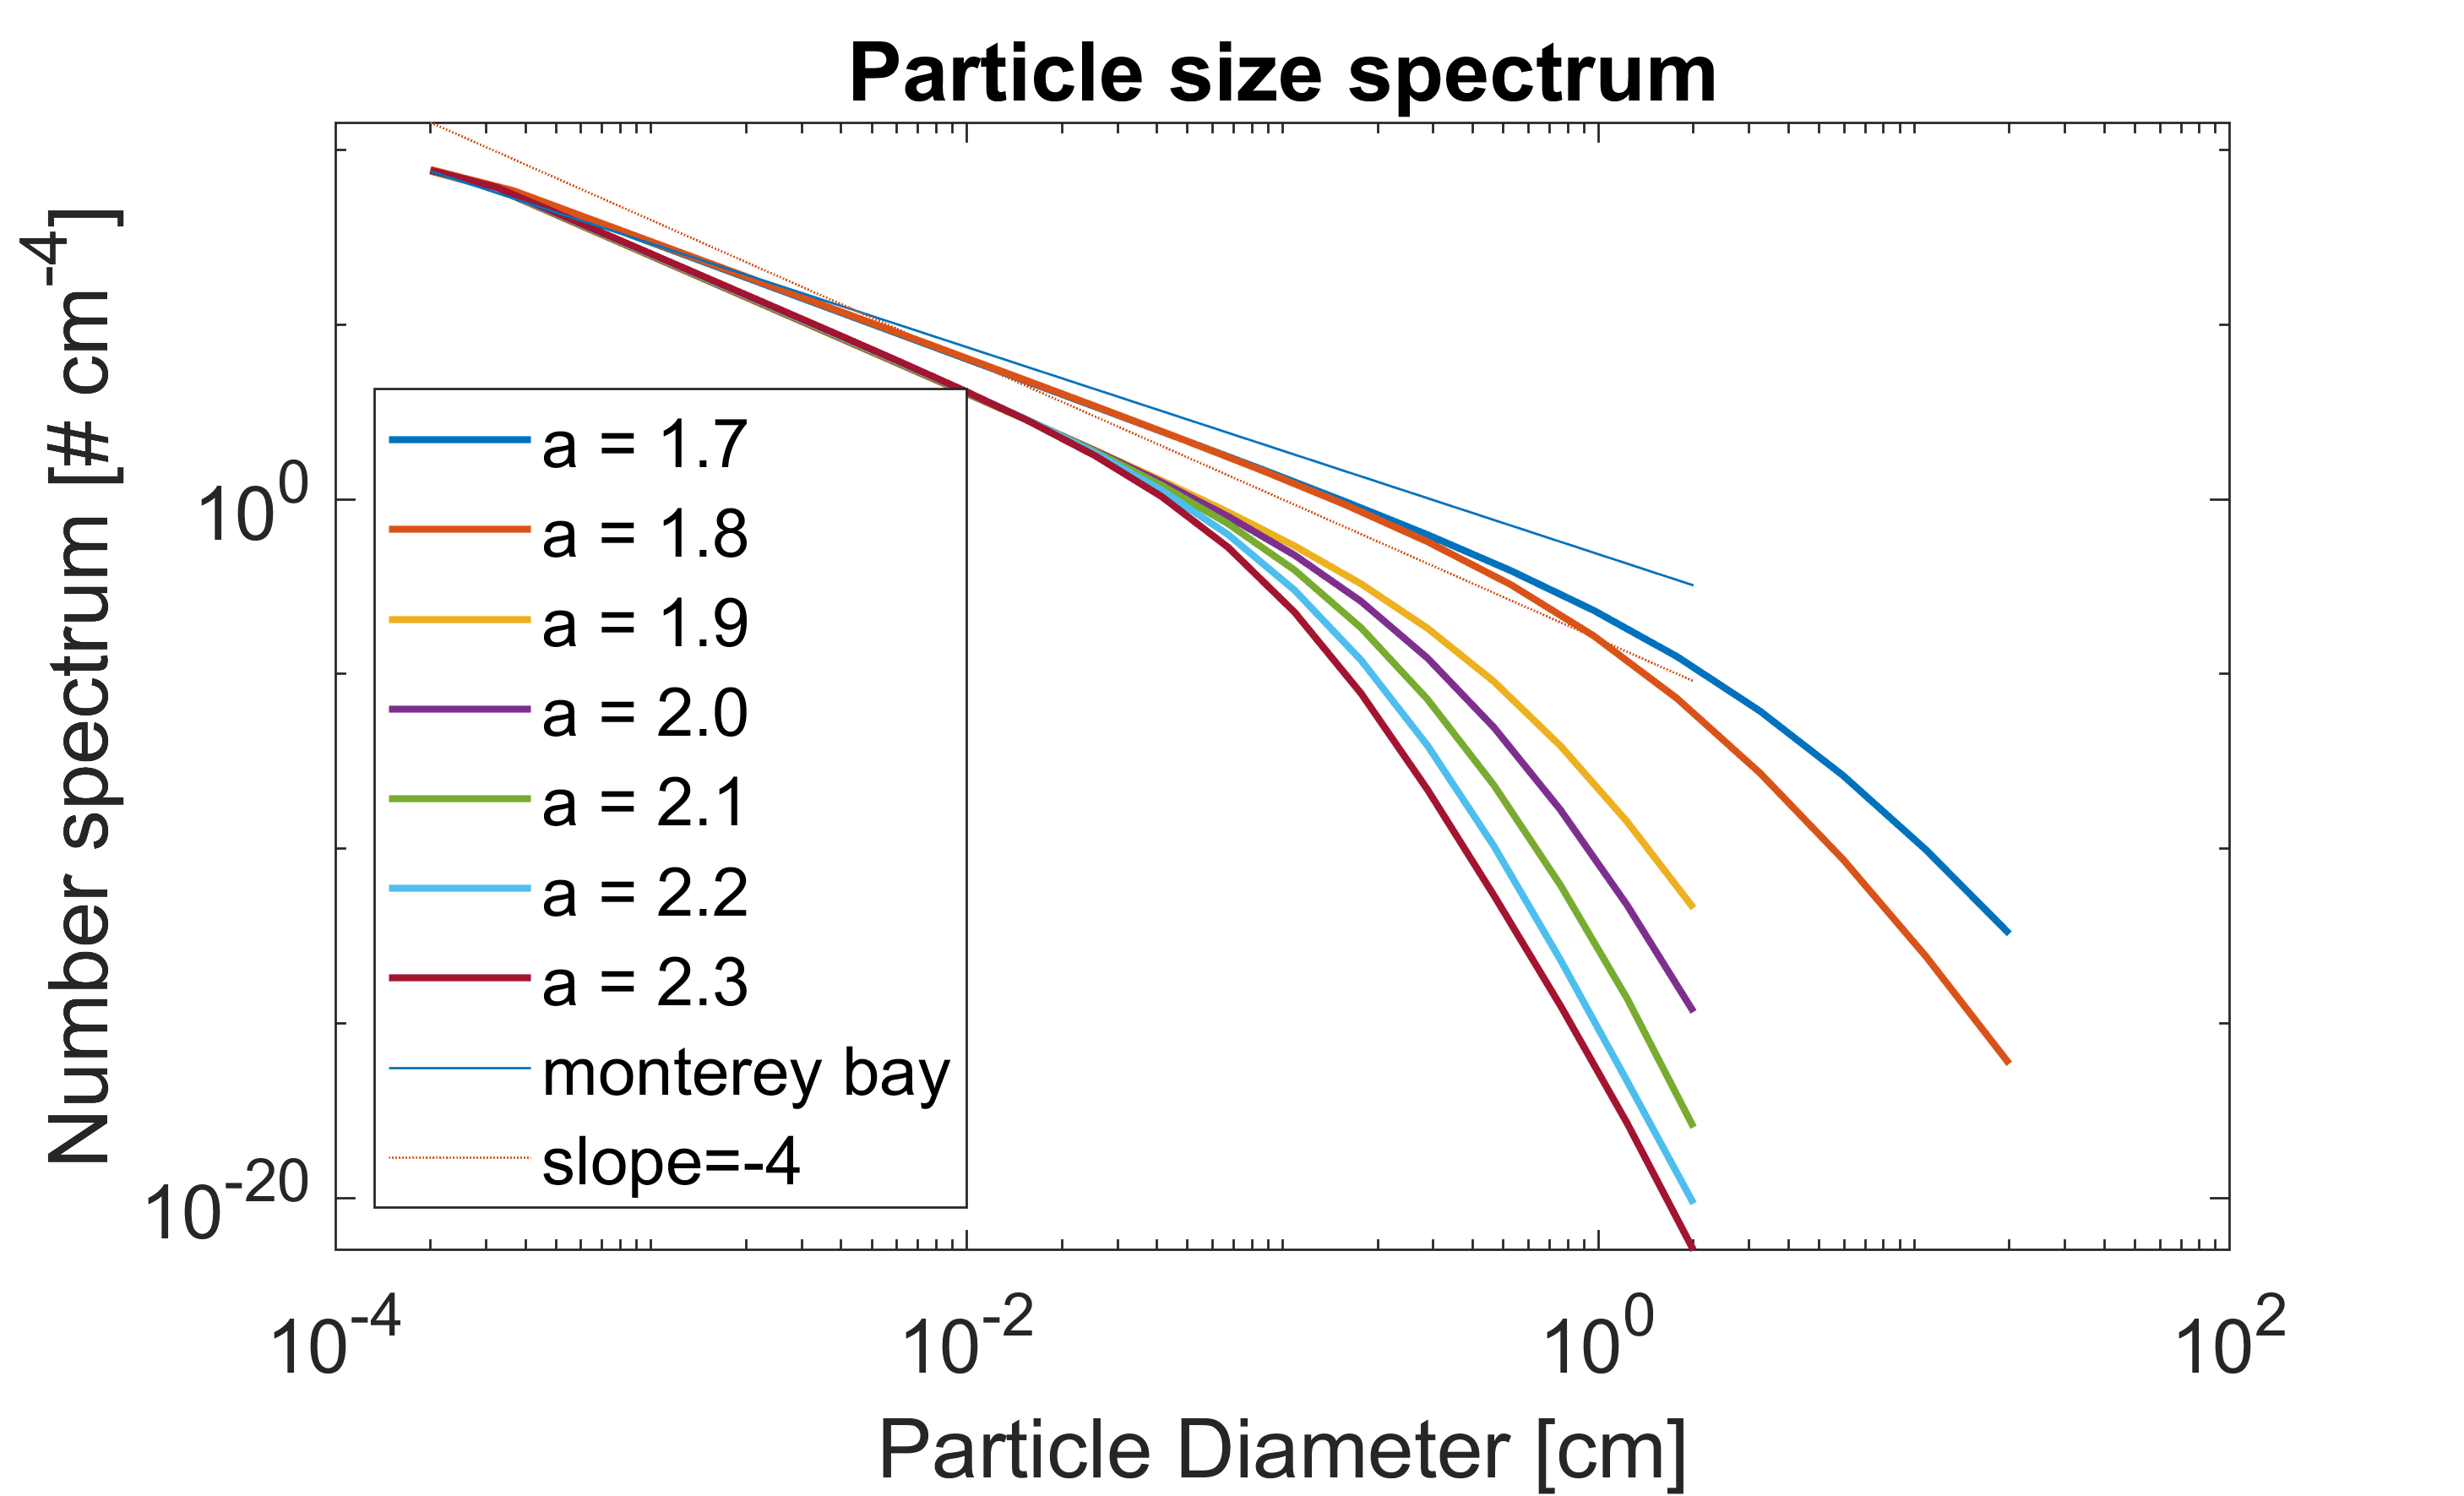 Particle size spectrum
Number spectrum [# cm^-4]
10^0
10^-20
a = 1.7
a = 1.8
a = 1.9
a = 2.0
a = 2.1
a = 2.2
a = 2.3
monterey bay
slope=-4
10^-4
10^-2
10^0
10^2
Particle Diameter [cm]